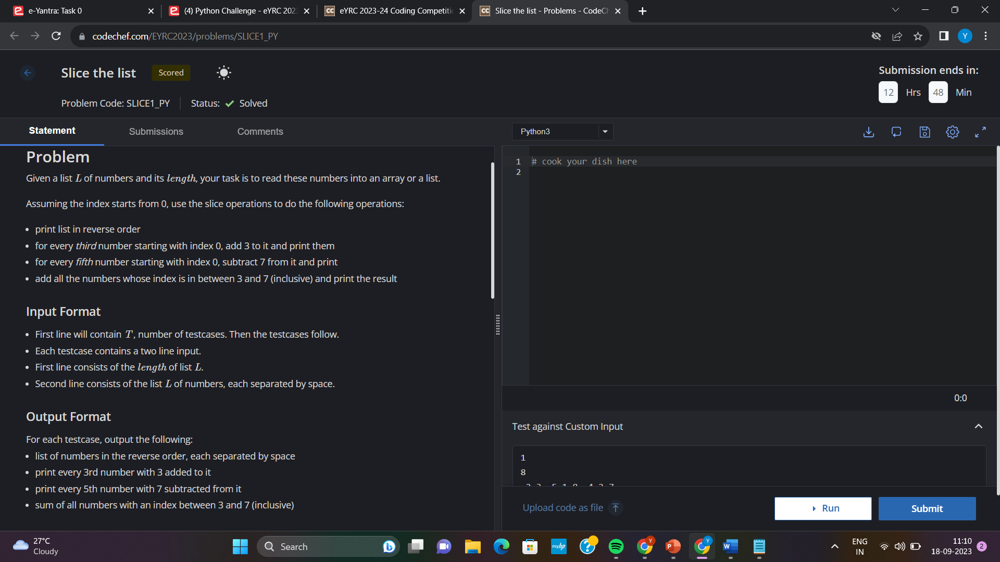 e-Yantra: Task 0
(4) Python Challenge - eYRC 202
eYRC 2023-24 Coding Competitio
Slice the list - Problems - CodeCh
codechef.com/EYRC2023/problems/SLICE1_PY
Y
Slice the list
Scored
Submission ends in:
12 Hrs 48 Min
Problem Code: SLICE1_PY
Status: Solved
Statement
Submissions
Comments
Python3
Problem
Given a list L of numbers and its length, your task is to read these numbers into an array or a list.
Assuming the index starts from 0, use the slice operations to do the following operations:
• print list in reverse order
• for every third number starting with index 0, add 3 to it and print them
• for every fifth number starting with index 0, subtract 7 from it and print
• add all the numbers whose index is in between 3 and 7 (inclusive) and print the result
Input Format
• First line will contain T, number of testcases. Then the testcases follow.
• Each testcase contains a two line input.
• First line consists of the length of list L.
• Second line consists of the list L of numbers, each separated by space.
Output Format
For each testcase, output the following:
• list of numbers in the reverse order, each separated by space
• print every 3rd number with 3 added to it
• print every 5th number with 7 subtracted from it
• sum of all numbers with an index between 3 and 7 (inclusive)
1 # cook your dish here
2
0:0
Test against Custom Input
1
8
Upload code as file
Run
Submit
27°C
Cloudy
Search
myhp
ENG
IN
11:10
18-09-2023
2